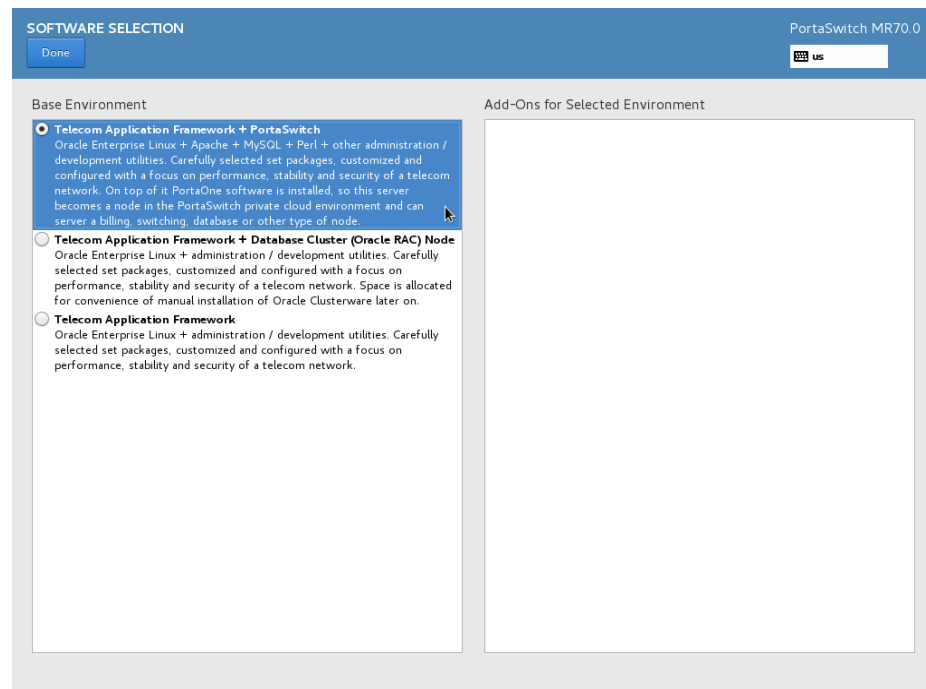 SOFTWARE SELECTION
PortaSwitch MR70.0
Done
us
Base Environment
Add-Ons for Selected Environment
Telecom Application Framework + PortaSwitch
Oracle Enterprise Linux + Apache + MySQL + Perl + other administration /
development utilities. Carefully selected set packages, customized and
configured with a focus on performance, stability and security of a telecom
network. On top of it PortaOne software is installed, so this server
becomes a node in the PortaSwitch private cloud environment and can
server a billing, switching, database or other type of node.
Telecom Application Framework + Database Cluster (Oracle RAC) Node
Oracle Enterprise Linux + administration / development utilities. Carefully
selected set packages, customized and configured with a focus on
performance, stability and security of a telecom network. Space is allocated
for convenience of manual installation of Oracle Clusterware later on.
Telecom Application Framework
Oracle Enterprise Linux + administration / development utilities. Carefully
selected set packages, customized and configured with a focus on
performance, stability and security of a telecom network.